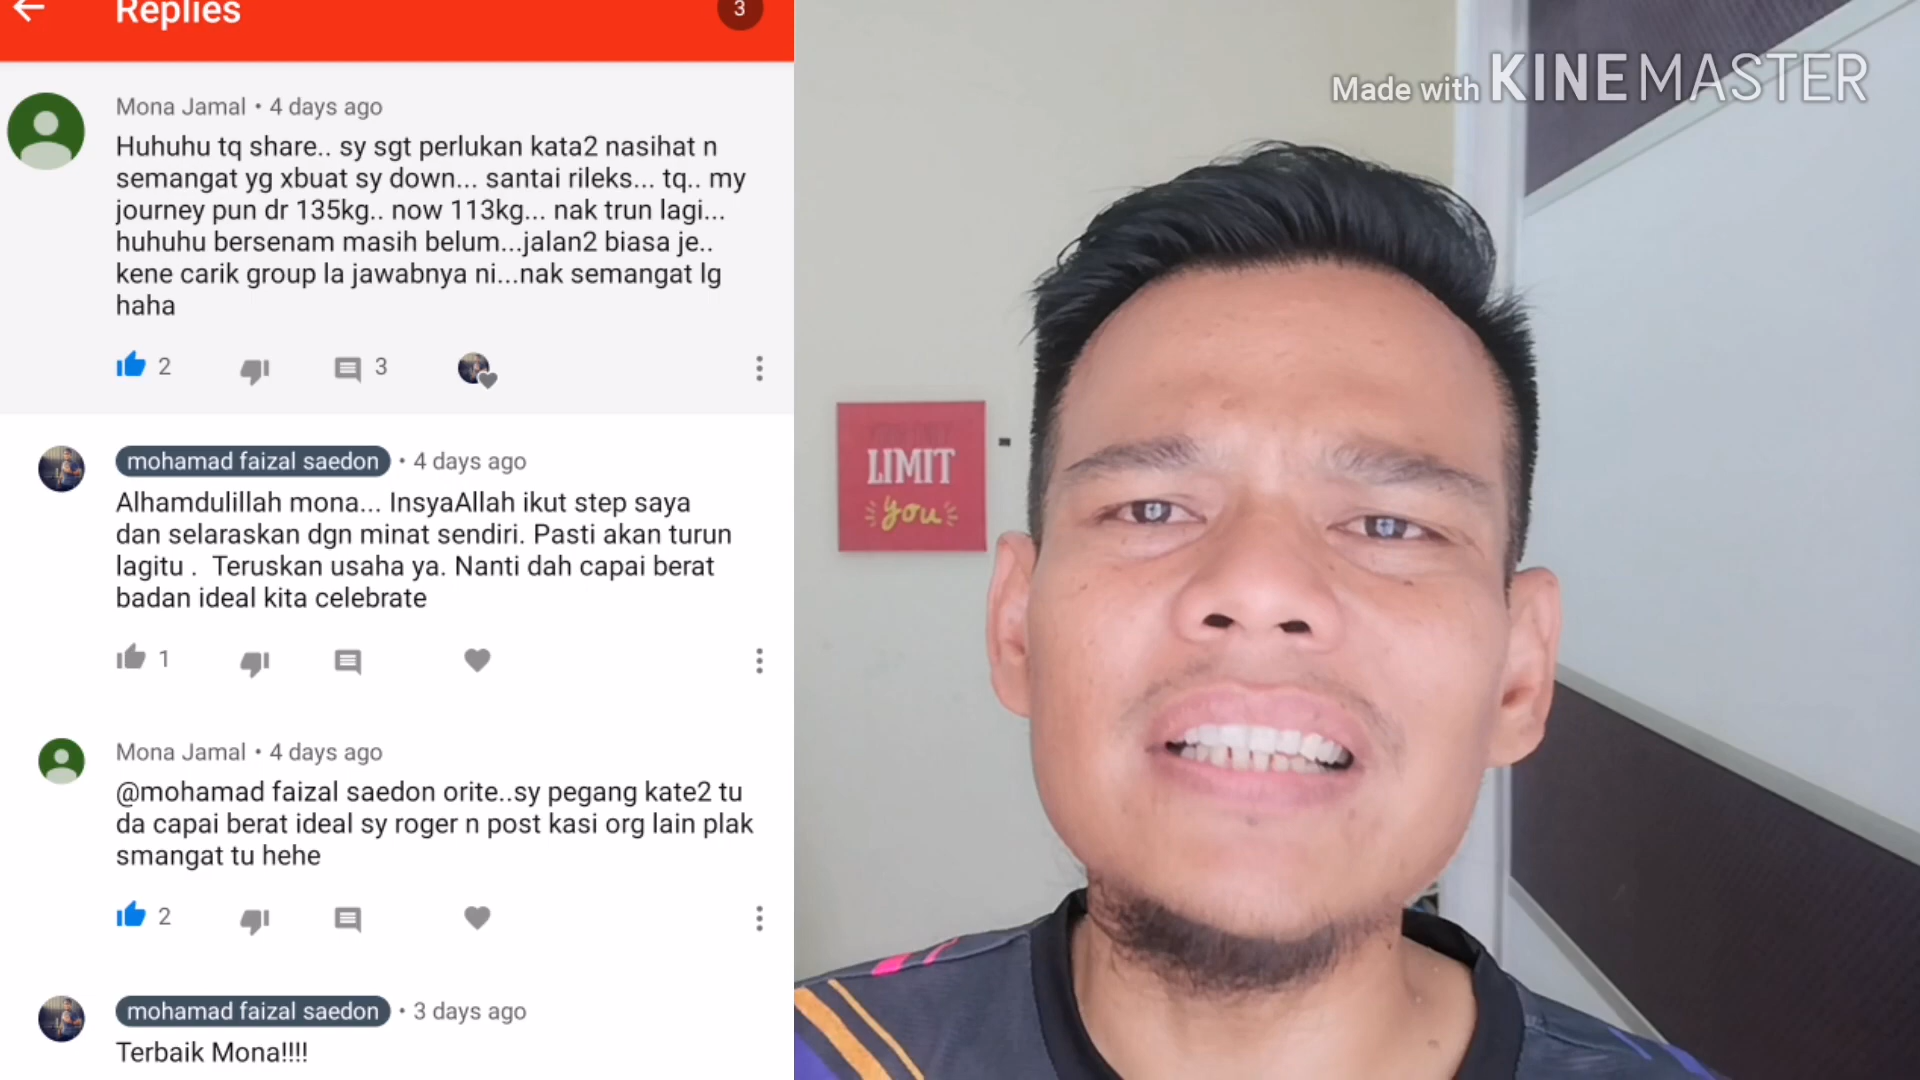 Replies
3
Mona Jamal • 4 days ago
Huhuhu tq share.. sy sgt perlukan kata2 nasihat n
semangat yg xbuat sy down... santai rileks... tq.. my
journey pun dr 135kg.. now 113kg... nak trun lagi...
huhuhu bersenam masih belum...jalan2 biasa je..
kene carik group la jawabnya ni...nak semangat lg
haha
2
3
mohamad faizal saedon • 4 days ago
Alhamdulillah mona... InsyaAllah ikut step saya
dan selaraskan dgn minat sendiri. Pasti akan turun
lagitu .  Teruskan usaha ya. Nanti dah capai berat
badan ideal kita celebrate
1
Mona Jamal • 4 days ago
@mohamad faizal saedon orite..sy pegang kate2 tu
da capai berat ideal sy roger n post kasi org lain plak
smangat tu hehe
2
mohamad faizal saedon • 3 days ago
Terbaik Mona!!!!
Made with KINEMASTER
LIMIT
you